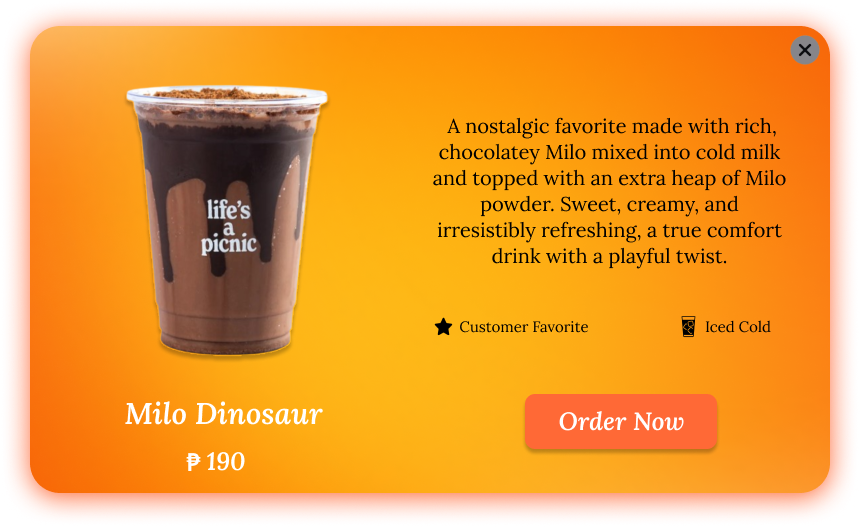 life's
a
picnic
Milo Dinosaur
₱ 190
A nostalgic favorite made with rich,
chocolatey Milo mixed into cold milk
and topped with an extra heap of Milo
powder. Sweet, creamy, and
irresistibly refreshing, a true comfort
drink with a playful twist.
Customer Favorite
Iced Cold
Order Now